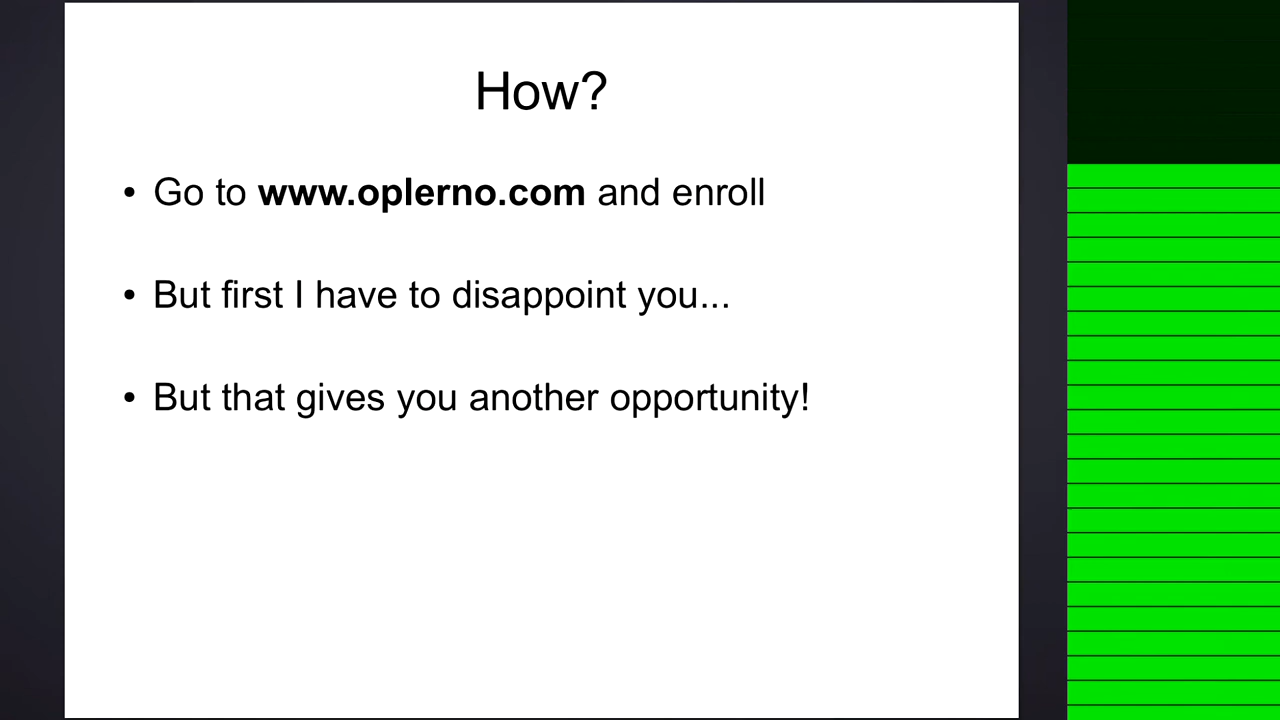 How?
• Go to www.oplerno.com and enroll
• But first I have to disappoint you...
• But that gives you another opportunity!